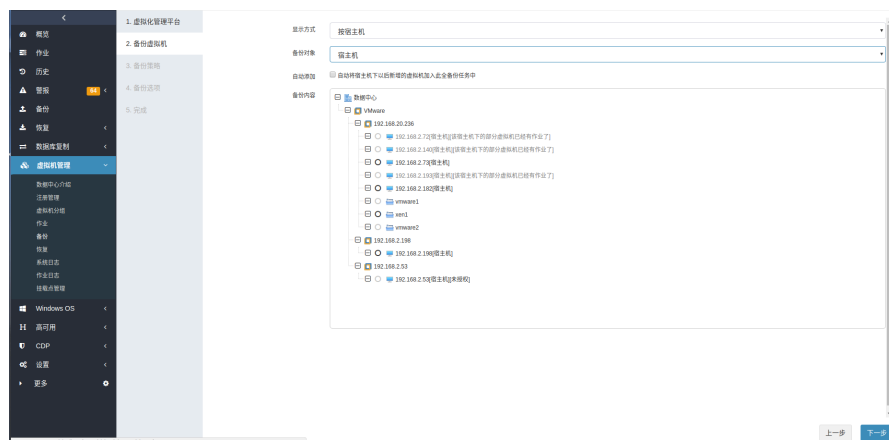 概览
作业
历史
警报 64
备份
恢复
数据库复制
虚拟机管理
数据中心介绍
注册管理
虚拟机分组
作业
备份
恢复
系统日志
作业日志
挂载点管理
Windows OS
高可用
CDP
设置
更多
1. 虚拟化管理平台
2. 备份虚拟机
3. 备份策略
4. 备份选项
5. 完成
显示方式 按宿主机
备份对象 宿主机
自动添加 自动将宿主机下以后新增的虚拟机加入此全备份任务中
备份内容
数据中心
VMware
192.168.20.236
192.168.2.72[宿主机][该宿主机下的部分虚拟机已经有作业了]
192.168.2.140[宿主机][该宿主机下的部分虚拟机已经有作业了]
192.168.2.73[宿主机]
192.168.2.193[宿主机][该宿主机下的部分虚拟机已经有作业了]
192.168.2.182[宿主机]
vmware1
xen1
vmware2
192.168.2.198
192.168.2.198[宿主机]
192.168.2.53
192.168.2.53[宿主机][未授权]
上一步 下一步